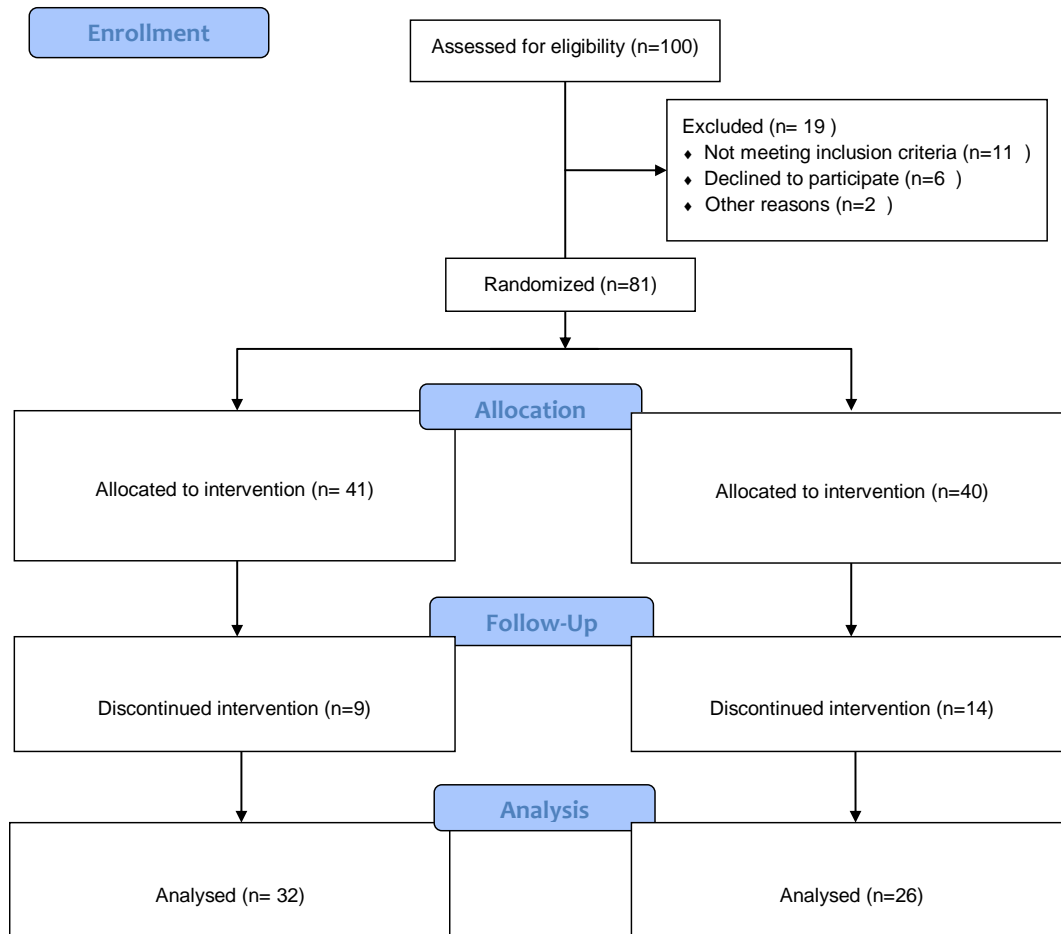 Enrollment
Assessed for eligibility (n=100)
Excluded (n= 19 )
♦ Not meeting inclusion criteria (n=11 )
♦ Declined to participate (n=6 )
♦ Other reasons (n=2 )
Randomized (n=81)
Allocation
Allocated to intervention (n= 41)
Allocated to intervention (n=40)
Follow-Up
Discontinued intervention (n=9)
Discontinued intervention (n=14)
Analysis
Analysed (n= 32)
Analysed (n=26)